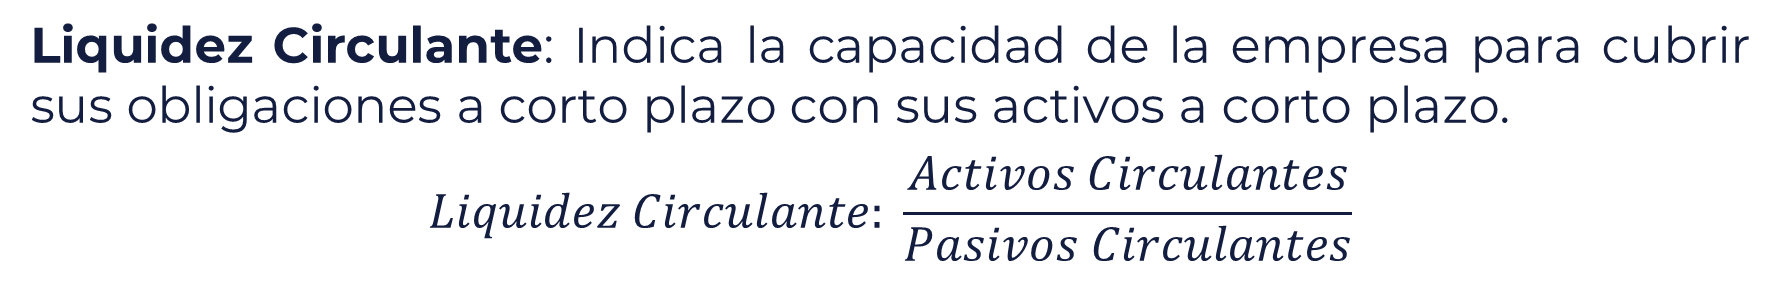 Liquidez Circulante: Indica la capacidad de la empresa para cubrir
sus obligaciones a corto plazo con sus activos a corto plazo.
Liquidez Circulante: Activos Circulantes
Pasivos Circulantes